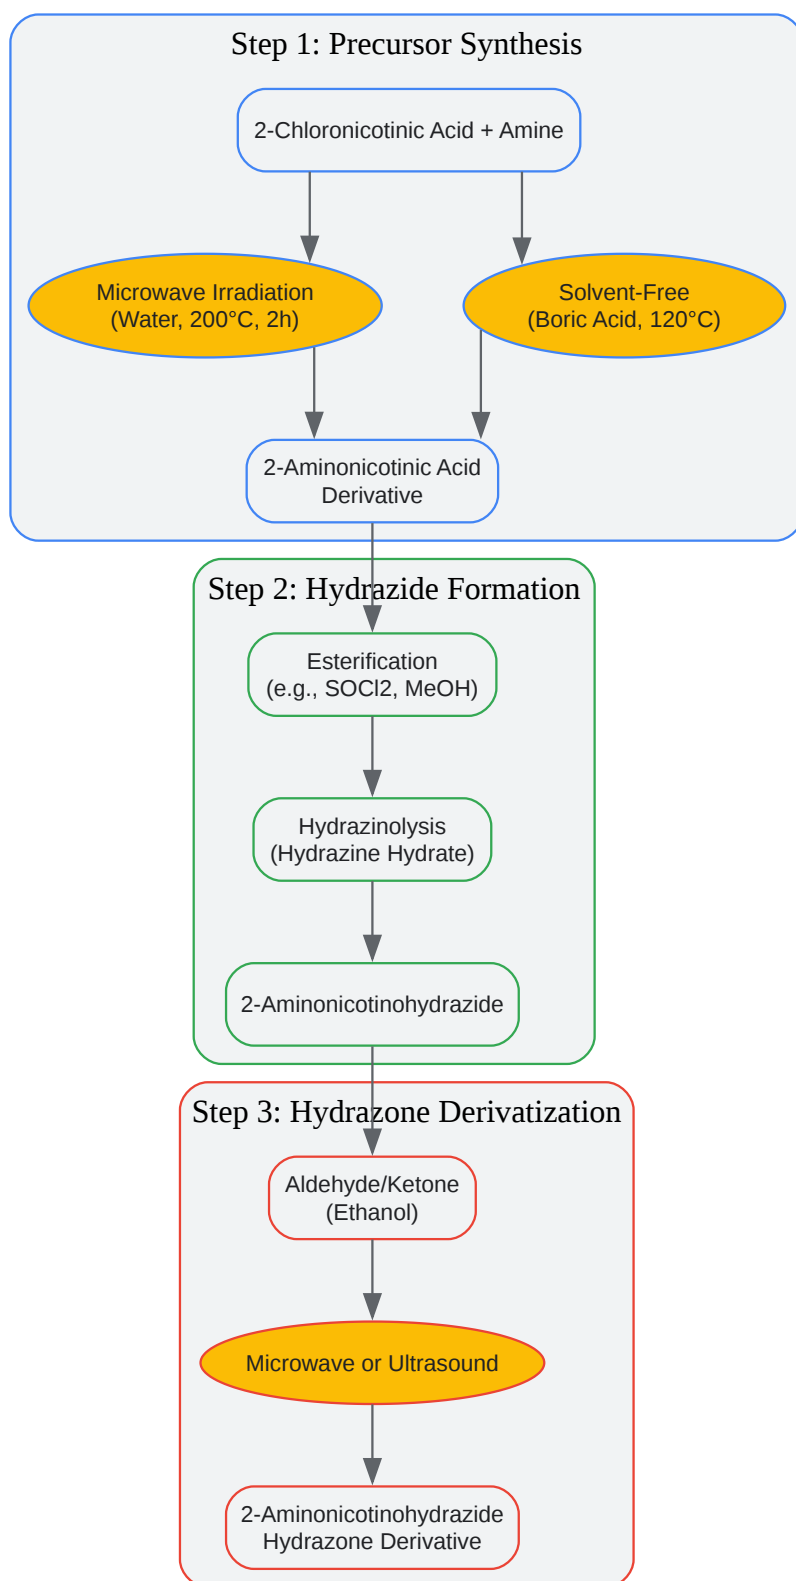 Step 1: Precursor Synthesis
2-Chloronicotinic Acid + Amine
Microwave Irradiation
(Water, 200°C, 2h)
Solvent-Free
(Boric Acid, 120°C)
2-Aminonicotinic Acid
Derivative
Step 2: Hydrazide Formation
Esterification
(e.g., SOCl2, MeOH)
Hydrazinolysis
(Hydrazine Hydrate)
2-Aminonicotinohydrazide
Step 3: Hydrazone Derivatization
Aldehyde/Ketone
(Ethanol)
Microwave or Ultrasound
2-Aminonicotinohydrazide
Hydrazone Derivative